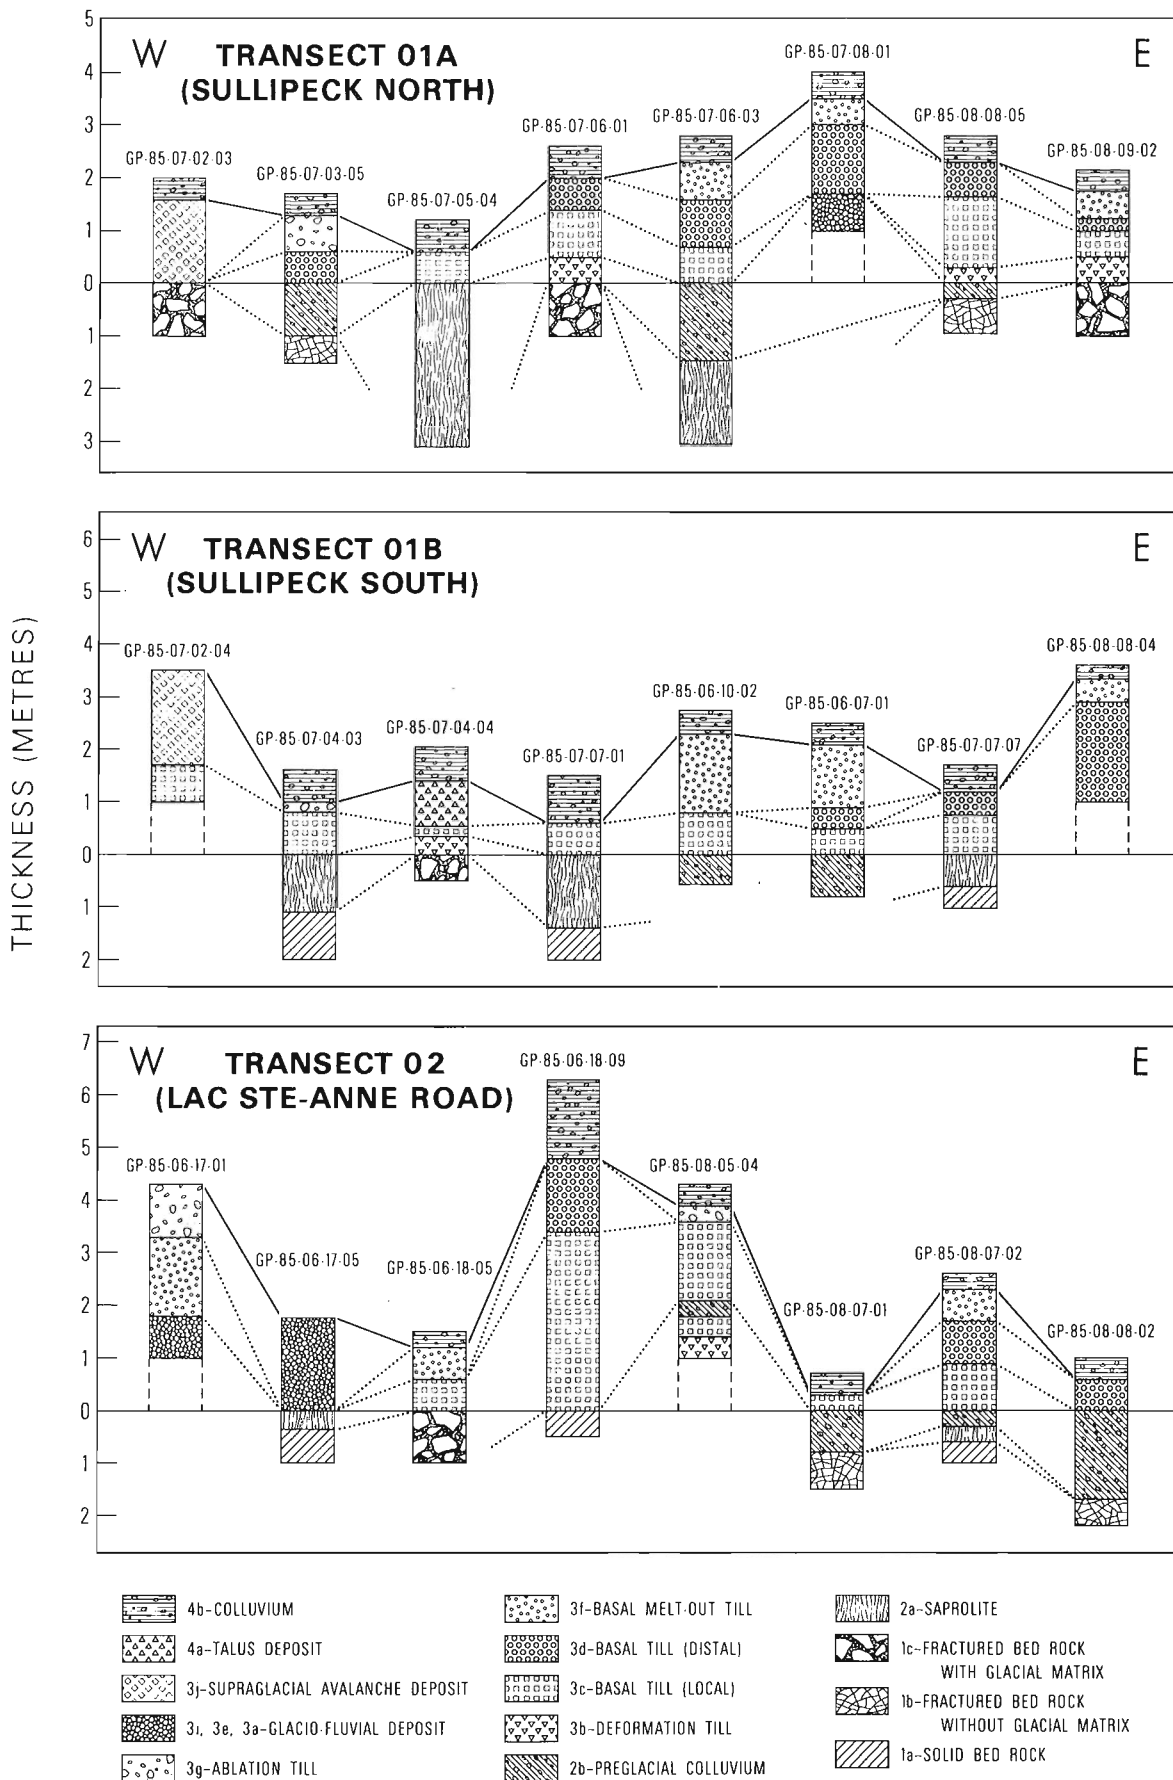 THICKNESS (METRES)
W TRANSECT 01A E
(SULLIPECK NORTH)
GP-85-07-02-03
GP-85-07-03-05
GP-85-07-05-04
GP-85-07-06-01
GP-85-07-06-03
GP-85-07-08-01
GP-85-08-08-05
GP-85-08-09-02
5
4
3
2
1
0
1
2
3
W TRANSECT 01B E
(SULLIPECK SOUTH)
GP-85-07-02-04
GP-85-07-04-03
GP-85-07-04-04
GP-85-07-07-01
GP-85-06-10-02
GP-85-06-07-01
GP-85-07-07-07
GP-85-08-08-04
6
5
4
3
2
1
0
1
2
W TRANSECT 02 E
(LAC STE-ANNE ROAD)
GP-85-06-17-01
GP-85-06-17-05
GP-85-06-18-05
GP-85-06-18-09
GP-85-08-05-04
GP-85-08-07-01
GP-85-08-07-02
GP-85-08-08-02
7
6
5
4
3
2
1
0
1
2
4b-COLLUVIUM
4a-TALUS DEPOSIT
3j-SUPRAGLACIAL AVALANCHE DEPOSIT
3i, 3e, 3a-GLACIO-FLUVIAL DEPOSIT
3g-ABLATION TILL
3f-BASAL MELT-OUT TILL
3d-BASAL TILL (DISTAL)
3c-BASAL TILL (LOCAL)
3b-DEFORMATION TILL
2b-PREGLACIAL COLLUVIUM
2a-SAPROLITE
1c-FRACTURED BED ROCK
WITH GLACIAL MATRIX
1b-FRACTURED BED ROCK
WITHOUT GLACIAL MATRIX
1a-SOLID BED ROCK